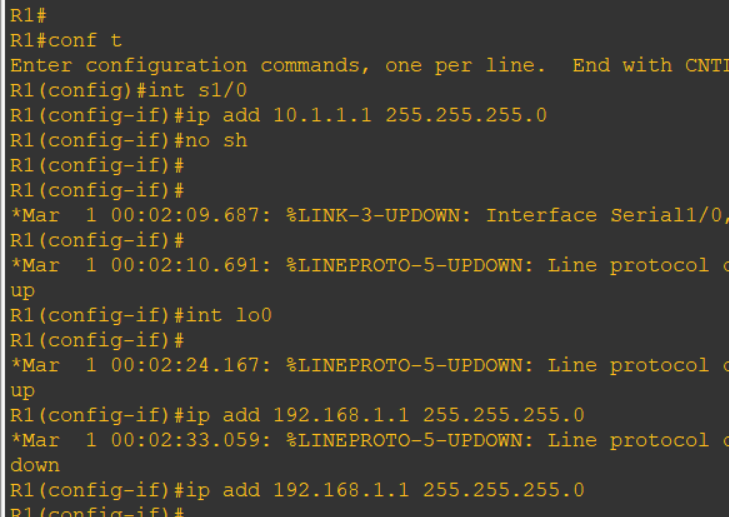 R1#
R1#conf t
Enter configuration commands, one per line.  End with CNT
R1(config)#int s1/0
R1(config-if)#ip add 10.1.1.1 255.255.255.0
R1(config-if)#no sh
R1(config-if)#
R1(config-if)#
*Mar  1 00:02:09.687: %LINK-3-UPDOWN: Interface Serial1/0,
R1(config-if)#
*Mar  1 00:02:10.691: %LINEPROTO-5-UPDOWN: Line protocol
up
R1(config-if)#int lo0
R1(config-if)#
*Mar  1 00:02:24.167: %LINEPROTO-5-UPDOWN: Line protocol
up
R1(config-if)#ip add 192.168.1.1 255.255.255.0
*Mar  1 00:02:33.059: %LINEPROTO-5-UPDOWN: Line protocol
down
R1(config-if)#ip add 192.168.1.1 255.255.255.0
R1(config-if)#